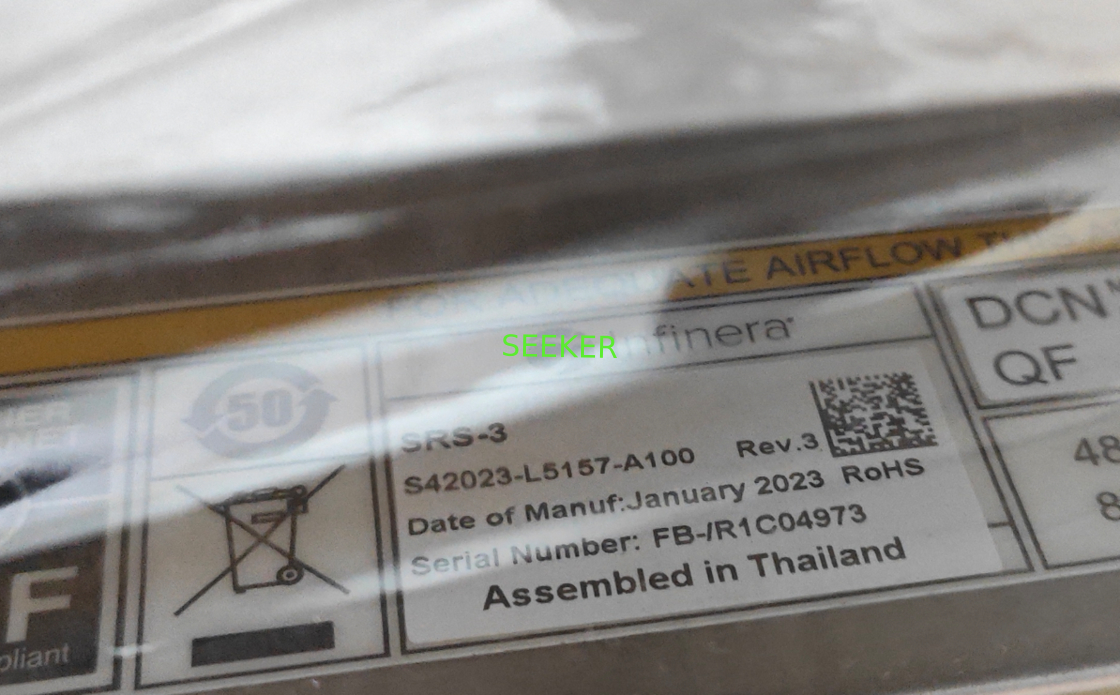 ADEQUATE AIRFLOW
infinera
SEEKER
50
SRS-3
S42023-L5157-A100 Rev.3
Date of Manuf:January 2023 RoHS
Serial Number: FB-/R1C04973
Assembled in Thailand
DCN
QF
48
8
F
pliant